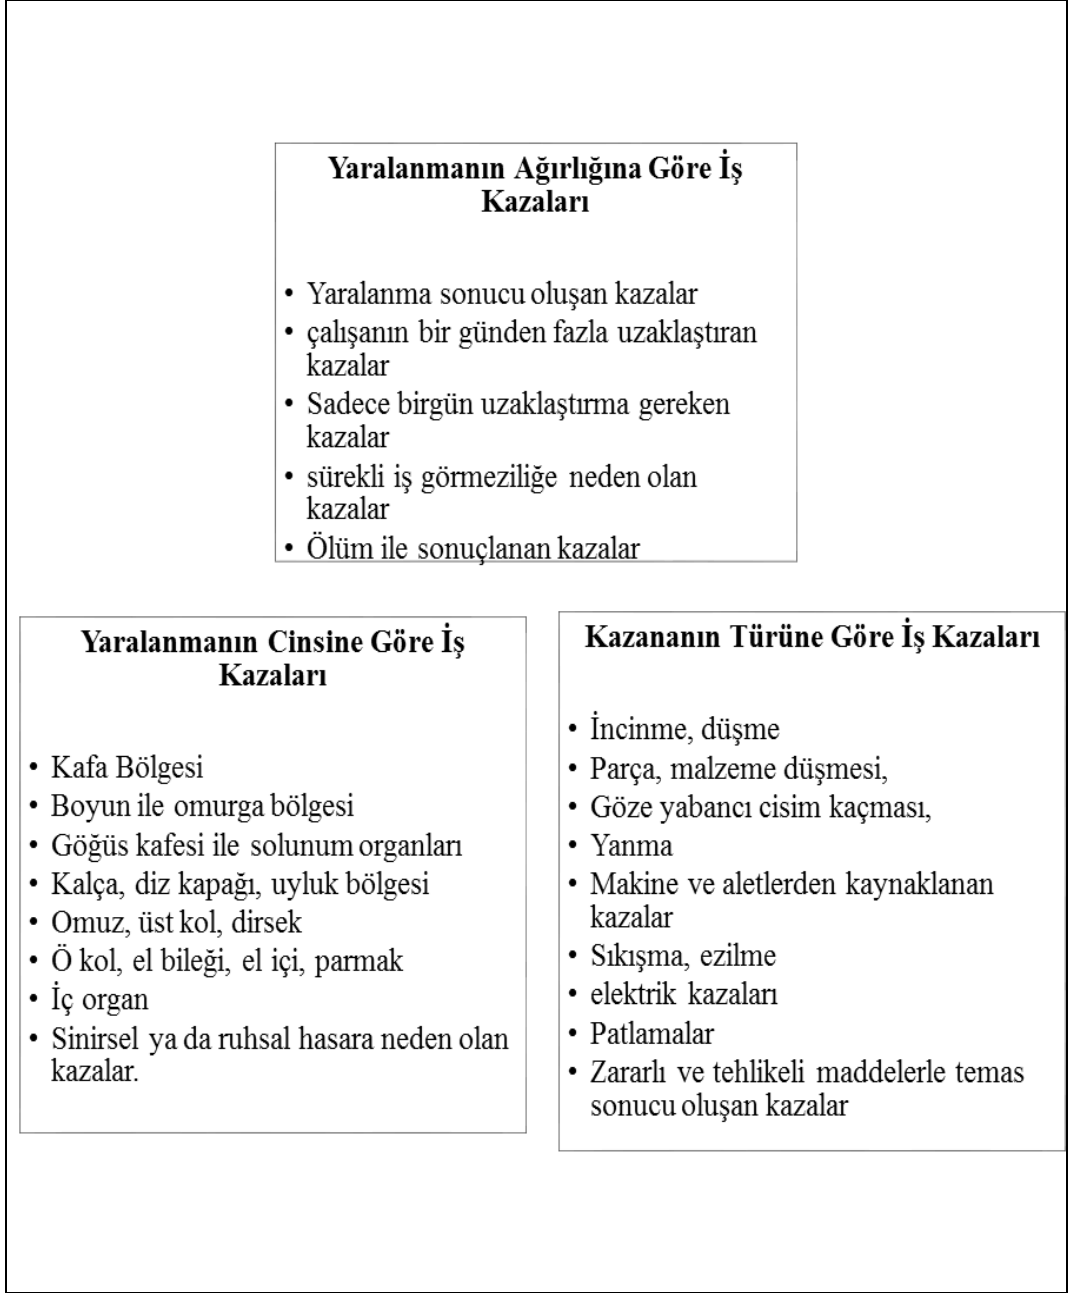 Yaralanmanın Ağırlığına Göre İş
Kazaları
• Yaralanma sonucu oluşan kazalar
• çalışanın bir günden fazla uzaklaştıran
kazalar
• Sadece birgün uzaklaştırma gereken
kazalar
• sürekli iş görmeziliğe neden olan
kazalar
• Ölüm ile sonuçlanan kazalar
Yaralanmanın Cinsine Göre İş
Kazaları
• Kafa Bölgesi
• Boyun ile omurga bölgesi
• Göğüs kafesi ile solunum organları
• Kalça, diz kapağı, uyluk bölgesi
• Omuz, üst kol, dirsek
• Ö kol, el bileği, el içi, parmak
• İç organ
• Sinirsel ya da ruhsal hasara neden olan
kazalar.
Kazananın Türüne Göre İş Kazaları
• İncinme, düşme
• Parça, malzeme düşmesi,
• Göze yabancı cisim kaçması,
• Yanma
• Makine ve aletlerden kaynaklanan
kazalar
• Sıkışma, ezilme
• elektrik kazaları
• Patlamalar
• Zararlı ve tehlikeli maddelerle temas
sonucu oluşan kazalar